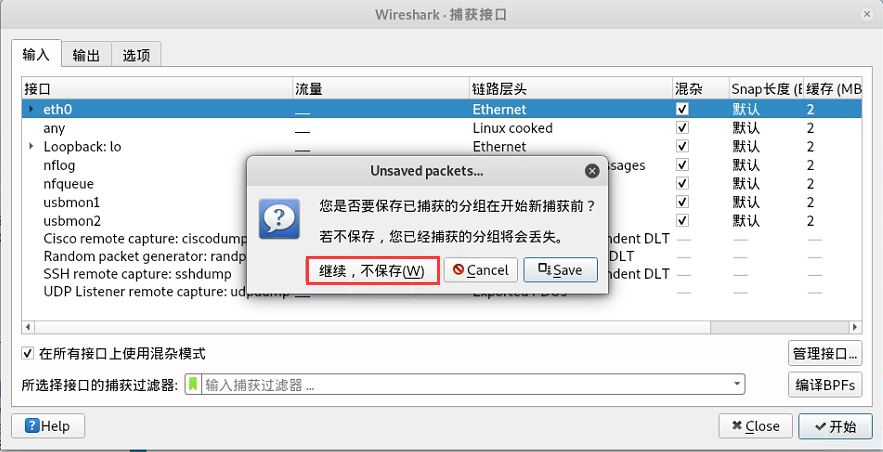 Wireshark · 捕获接口
输入 输出 选项
接口 流量 链路层头 混杂 Snap长度 (B 缓存 (MB
eth0 Ethernet 默认 2
any Linux cooked 默认 2
Loopback: lo Ethernet 默认 2
nflog ssages 默认 2
nfqueue 默认 2
usbmon1 默认 2
usbmon2 默认 2
Cisco remote capture: ciscodump ndent DLT — —
Random packet generator: randp DLT — —
SSH remote capture: sshdump ndent DLT — —
UDP Listener remote capture: udpdump Exported PDUs — —
Unsaved packets...
您是否要保存已捕获的分组在开始新捕获前？
若不保存，您已经捕获的分组将会丢失。
继续，不保存(W) Cancel Save
在所有接口上使用混杂模式 管理接口...
所选择接口的捕获过滤器: 输入捕获过滤器 ... 编译BPFs
Help Close 开始